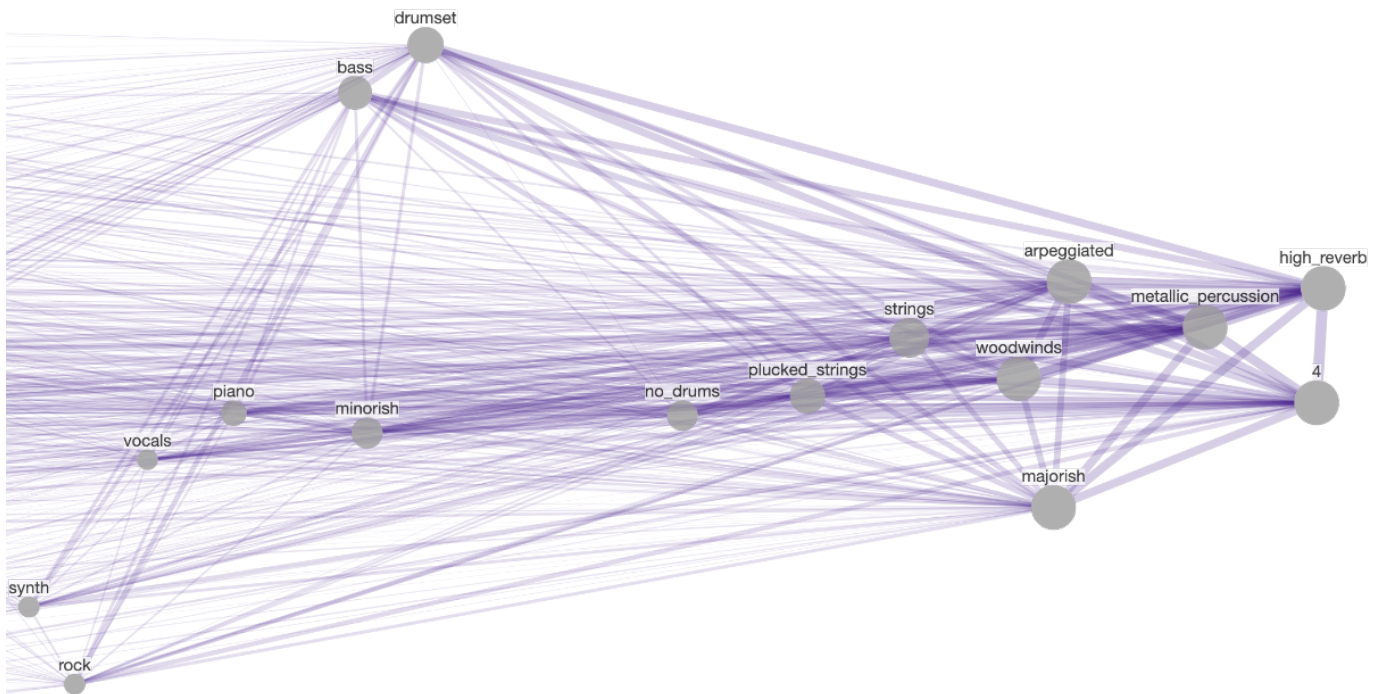 drumset
bass
arpeggiated
high_reverb
metallic_percussion
strings
woodwinds
plucked_strings
4
no_drums
piano
minorish
vocals
majorish
synth
rock